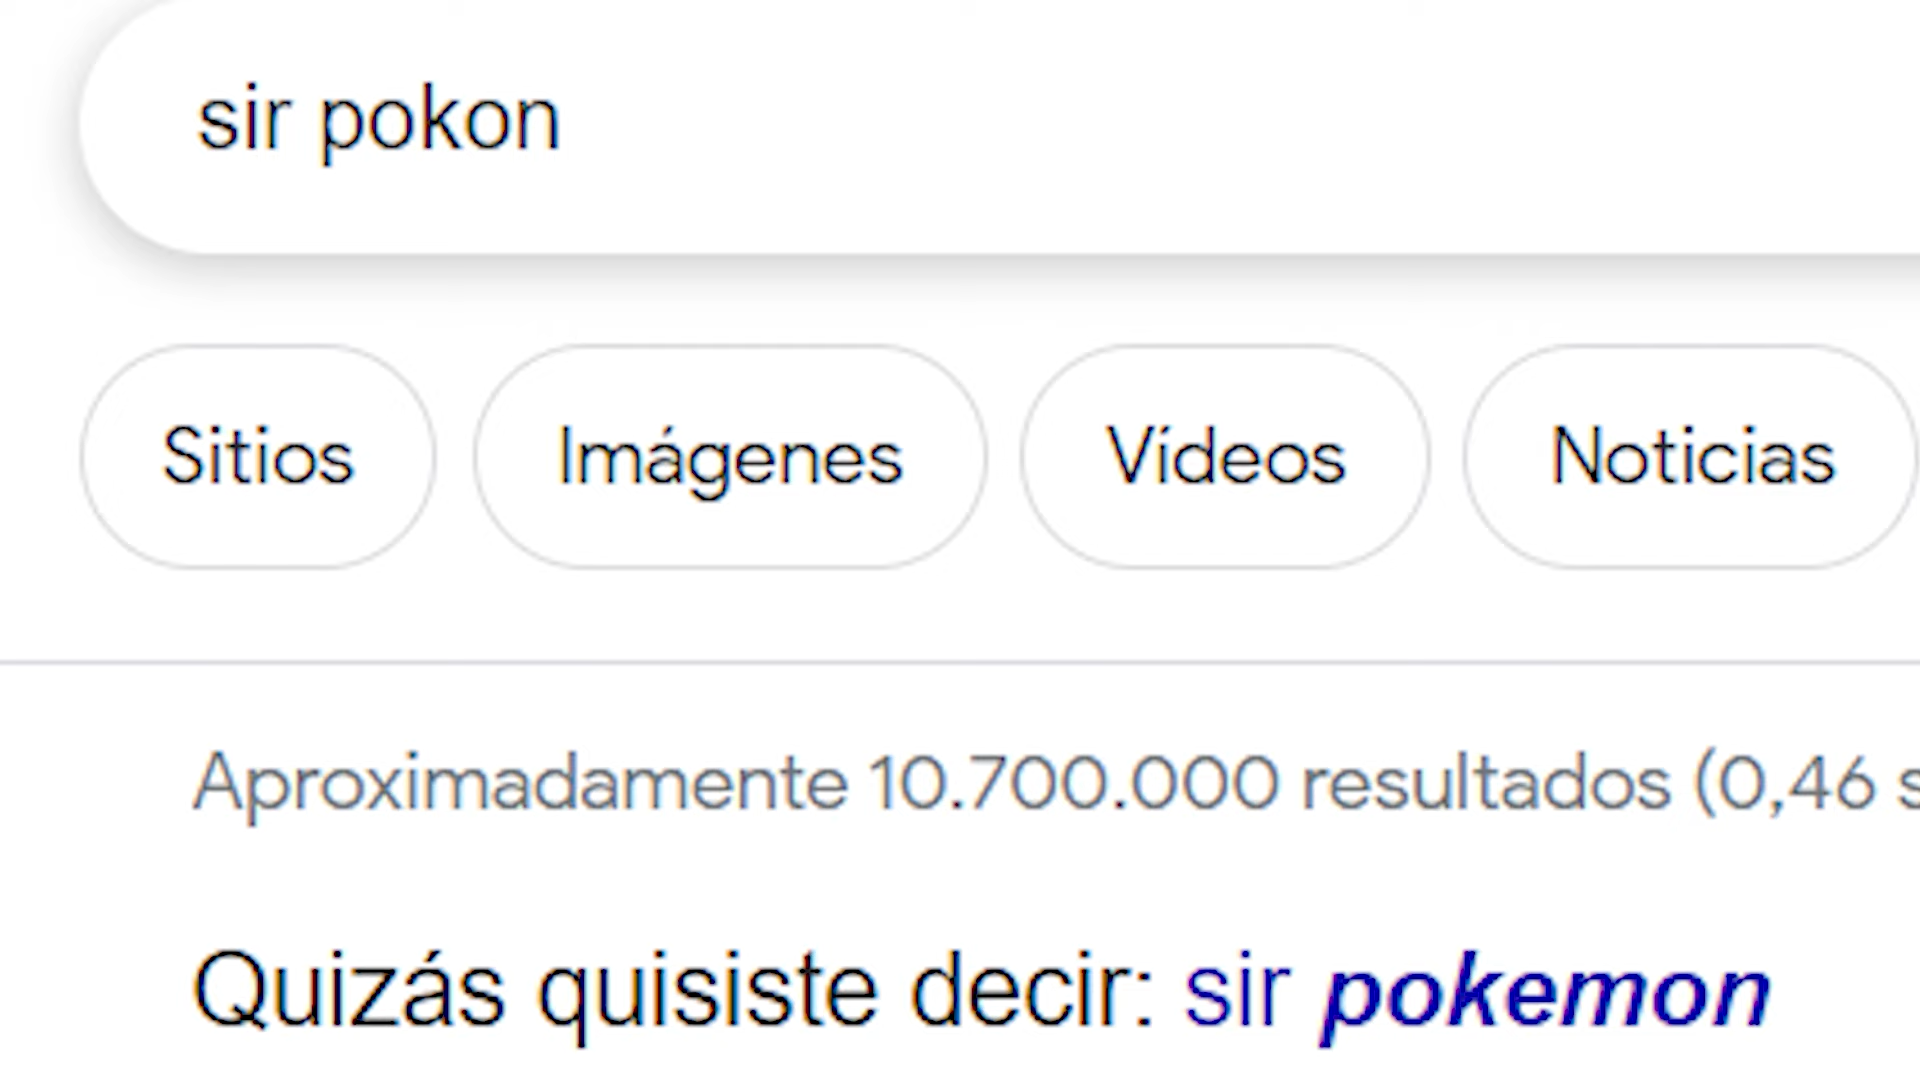 sir pokon
Sitios Imágenes Vídeos Noticias
Aproximadamente 10.700.000 resultados (0,46 s
Quizás quisiste decir: sir pokemon